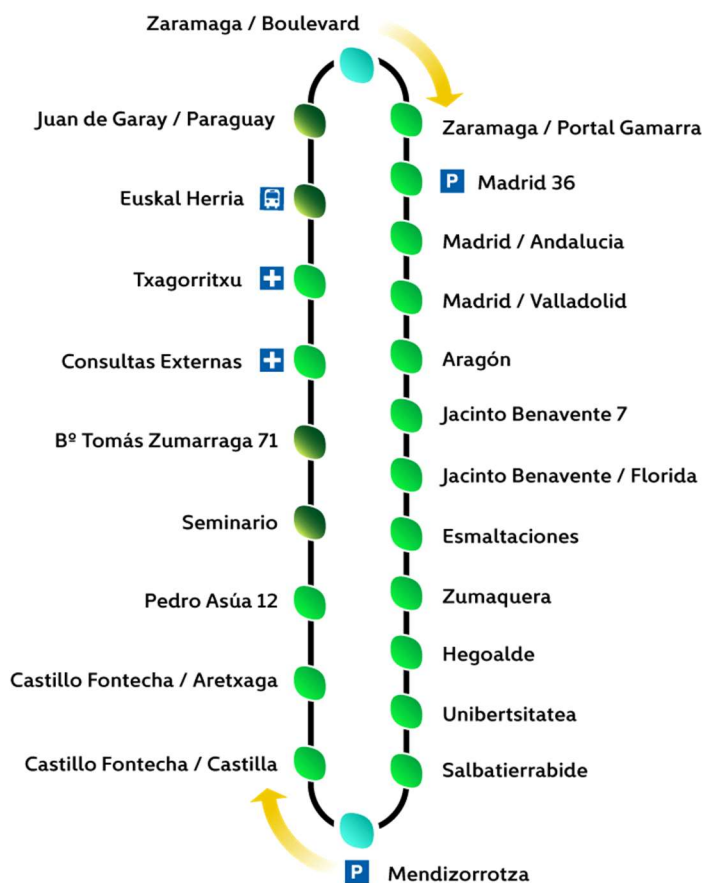 Zaramaga / Boulevard
Juan de Garay / Paraguay
Euskal Herria
Txagorritxu
Consultas Externas
Bº Tomás Zumarraga 71
Seminario
Pedro Asúa 12
Castillo Fontecha / Aretxaga
Castillo Fontecha / Castilla
Zaramaga / Portal Gamarra
P Madrid 36
Madrid / Andalucia
Madrid / Valladolid
Aragón
Jacinto Benavente 7
Jacinto Benavente / Florida
Esmaltaciones
Zumaquera
Hegoalde
Unibertsitatea
Salbatierrabide
P Mendizorrotza